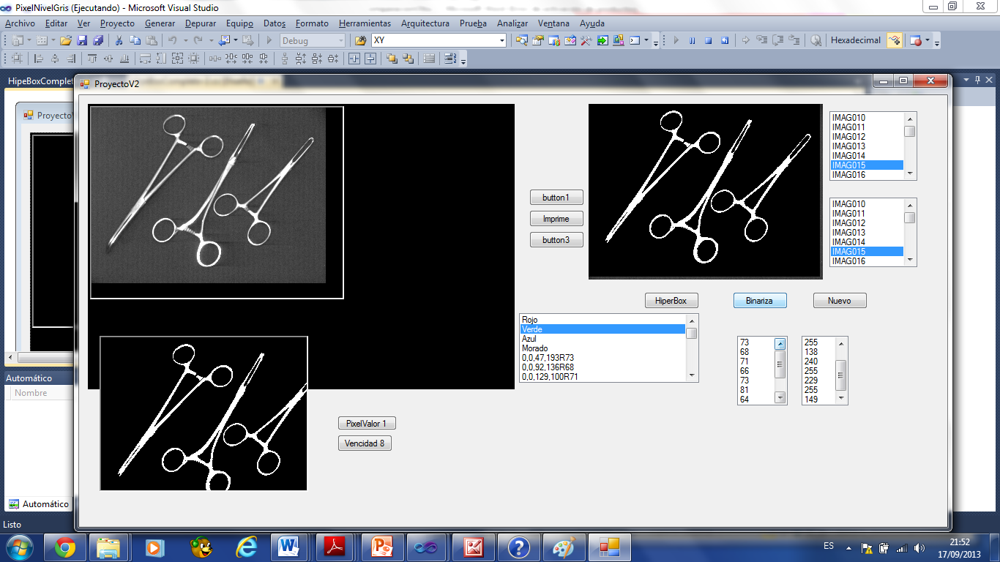 PixelNivelGris (Ejecutando) - Microsoft Visual Studio
Archivo Editar Ver Proyecto Generar Depurar Equipo Datos Formato Herramientas Arquitectura Prueba Analizar Ventana Ayuda
Debug XY Hexadecimal
HipeBoxComplet
ProyectoV2
Proyecto
IMAG010
IMAG011
IMAG012
IMAG013
IMAG014
IMAG015
IMAG016
button1
Imprime
button3
IMAG010
IMAG011
IMAG012
IMAG013
IMAG014
IMAG015
IMAG016
HiperBox Binariza Nuevo
Rojo
Verde
Azul
Morado
0,0,47,193R73
0,0,92,136R68
0,0,129,100R71
73
68
71
66
73
81
64
255
138
240
255
229
255
149
PixelValor 1
Vencidad 8
Automático
Nombre
Automático
Listo
ES
21:52
17/09/2013